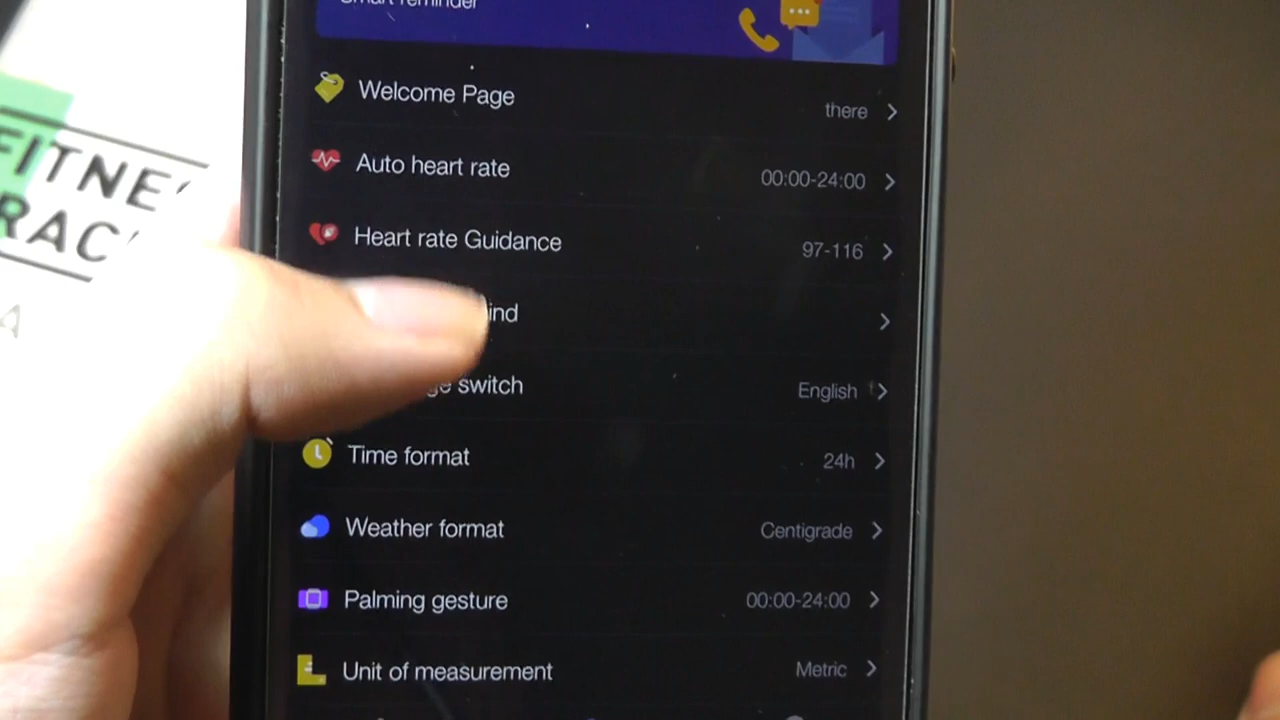 Smart reminder
Welcome Page
there
Auto heart rate
00:00-24:00
Heart rate Guidance
97-116
ind
ge switch
English
Time format
24h
Weather format
Centigrade
Palming gesture
00:00-24:00
Unit of measurement
Metric
FITNES
RAC
A